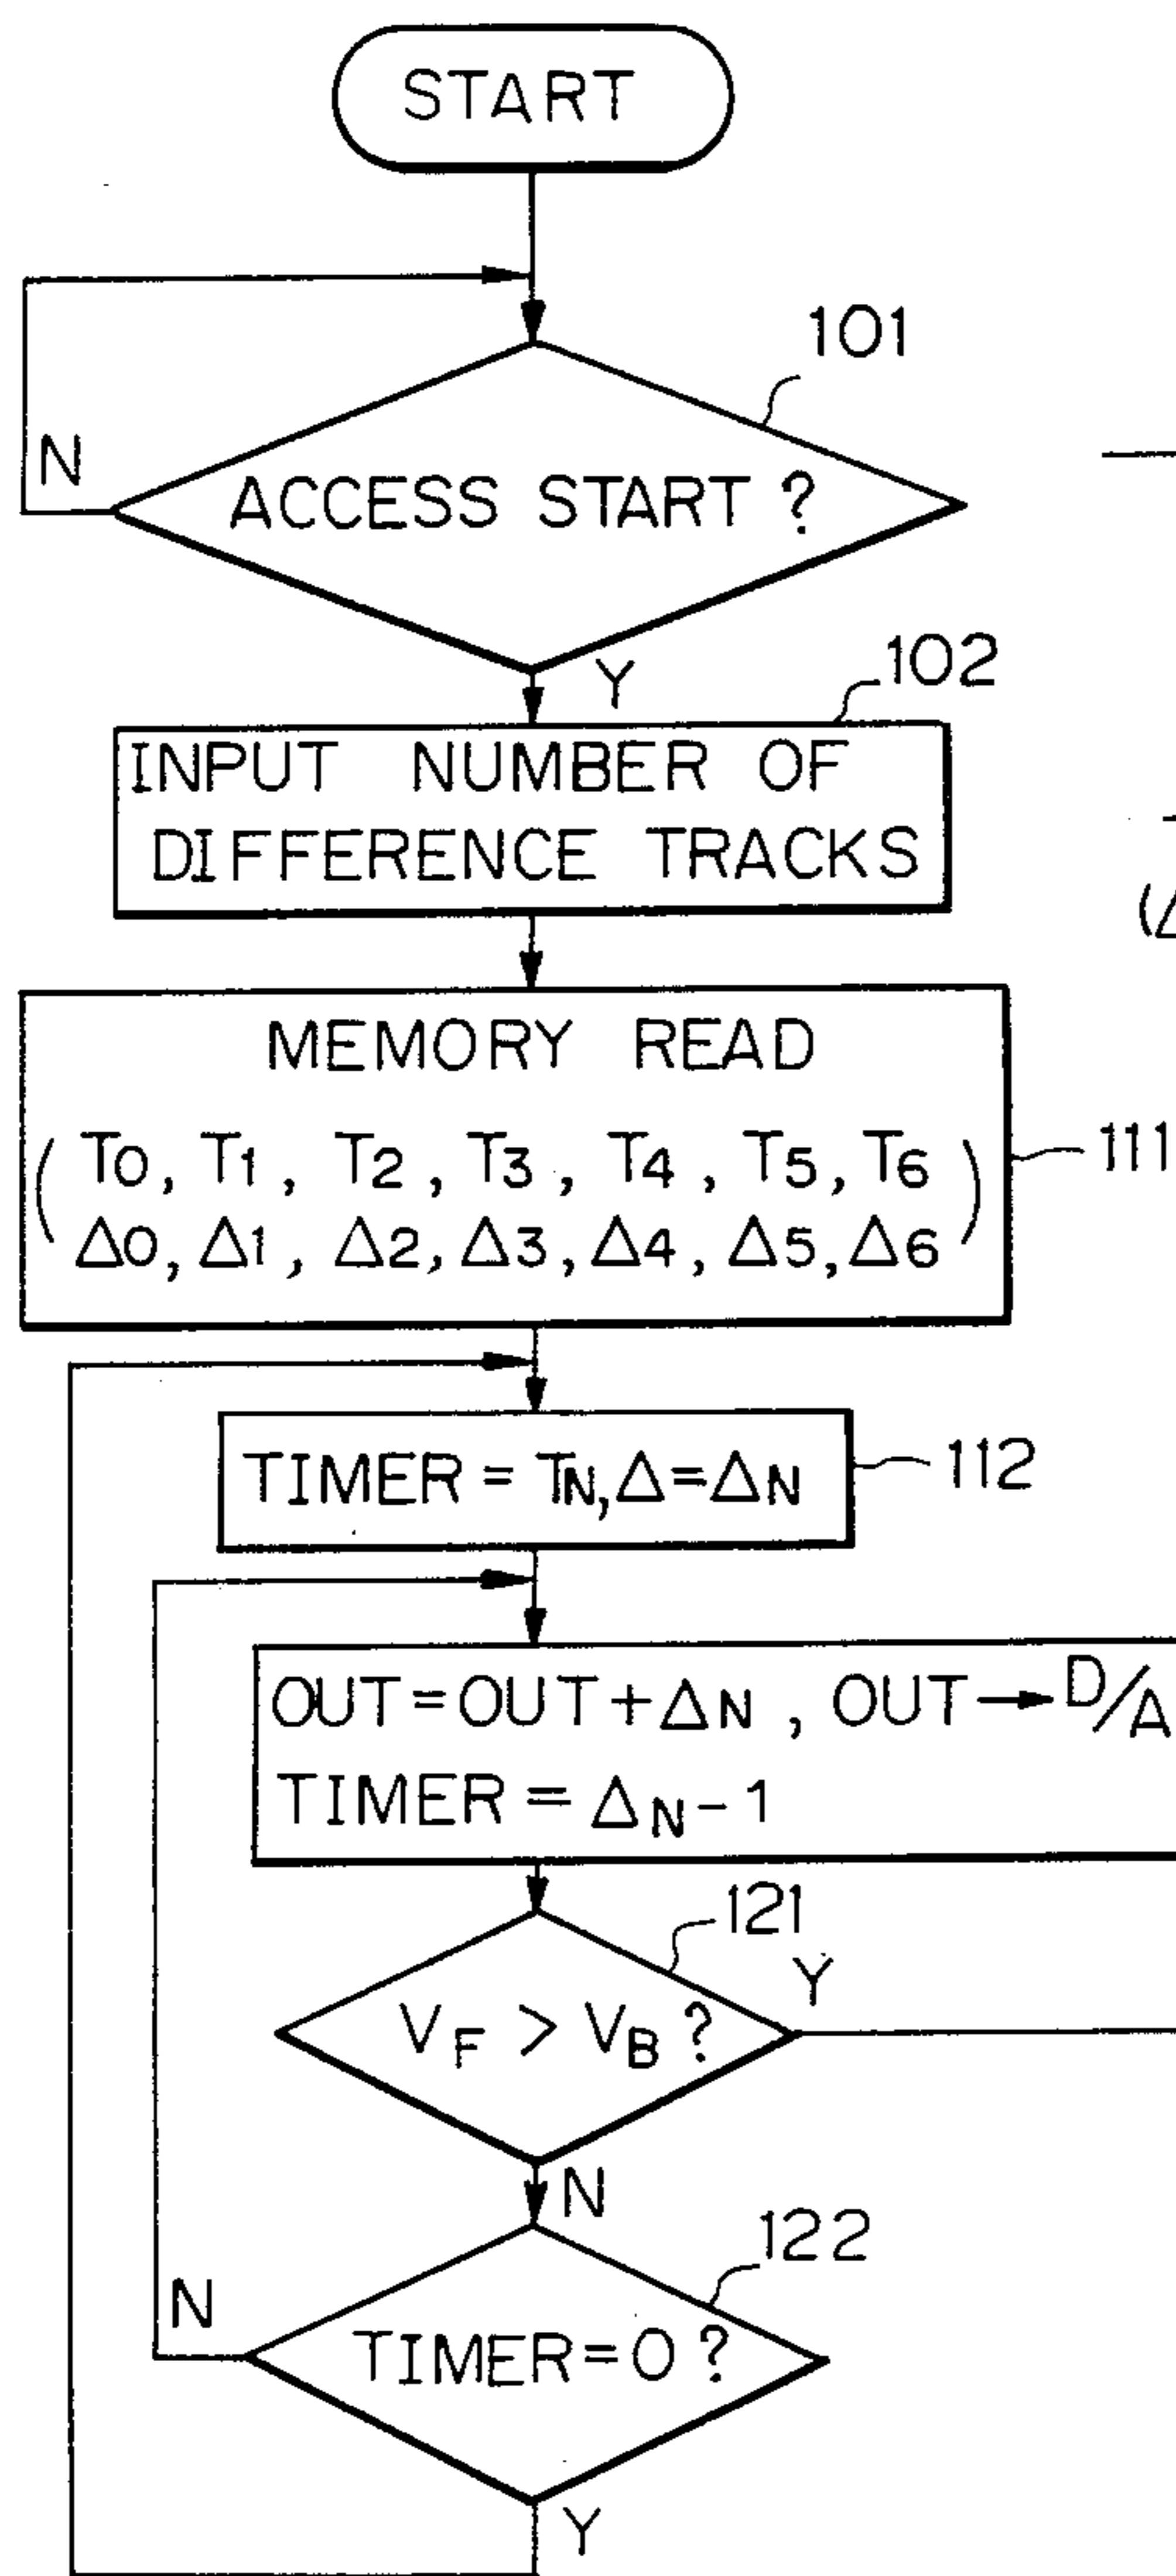 START
101
N
ACCESS START ?
Y
102
INPUT NUMBER OF
DIFFERENCE TRACKS
MEMORY READ
( T0, T1, T2, T3, T4, T5, T6
Δ0, Δ1, Δ2, Δ3, Δ4, Δ5, Δ6 )
111
(Δ
TIMER = TN, Δ=ΔN
112
OUT=OUT+ΔN, OUT→D/A
TIMER = ΔN-1
121
Y
VF > VB ?
N
122
N
TIMER=0 ?
Y